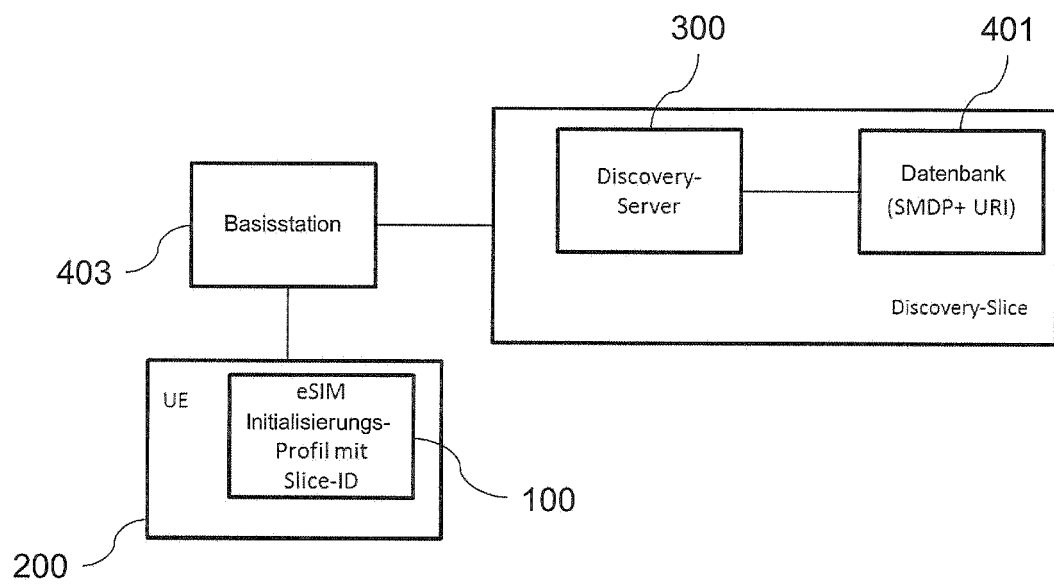 300
401
Discovery-
Server
Datenbank
(SMDP+ URI)
Basisstation
403
Discovery-Slice
UE
eSIM
Initialisierungs-
Profil mit
Slice-ID
100
200